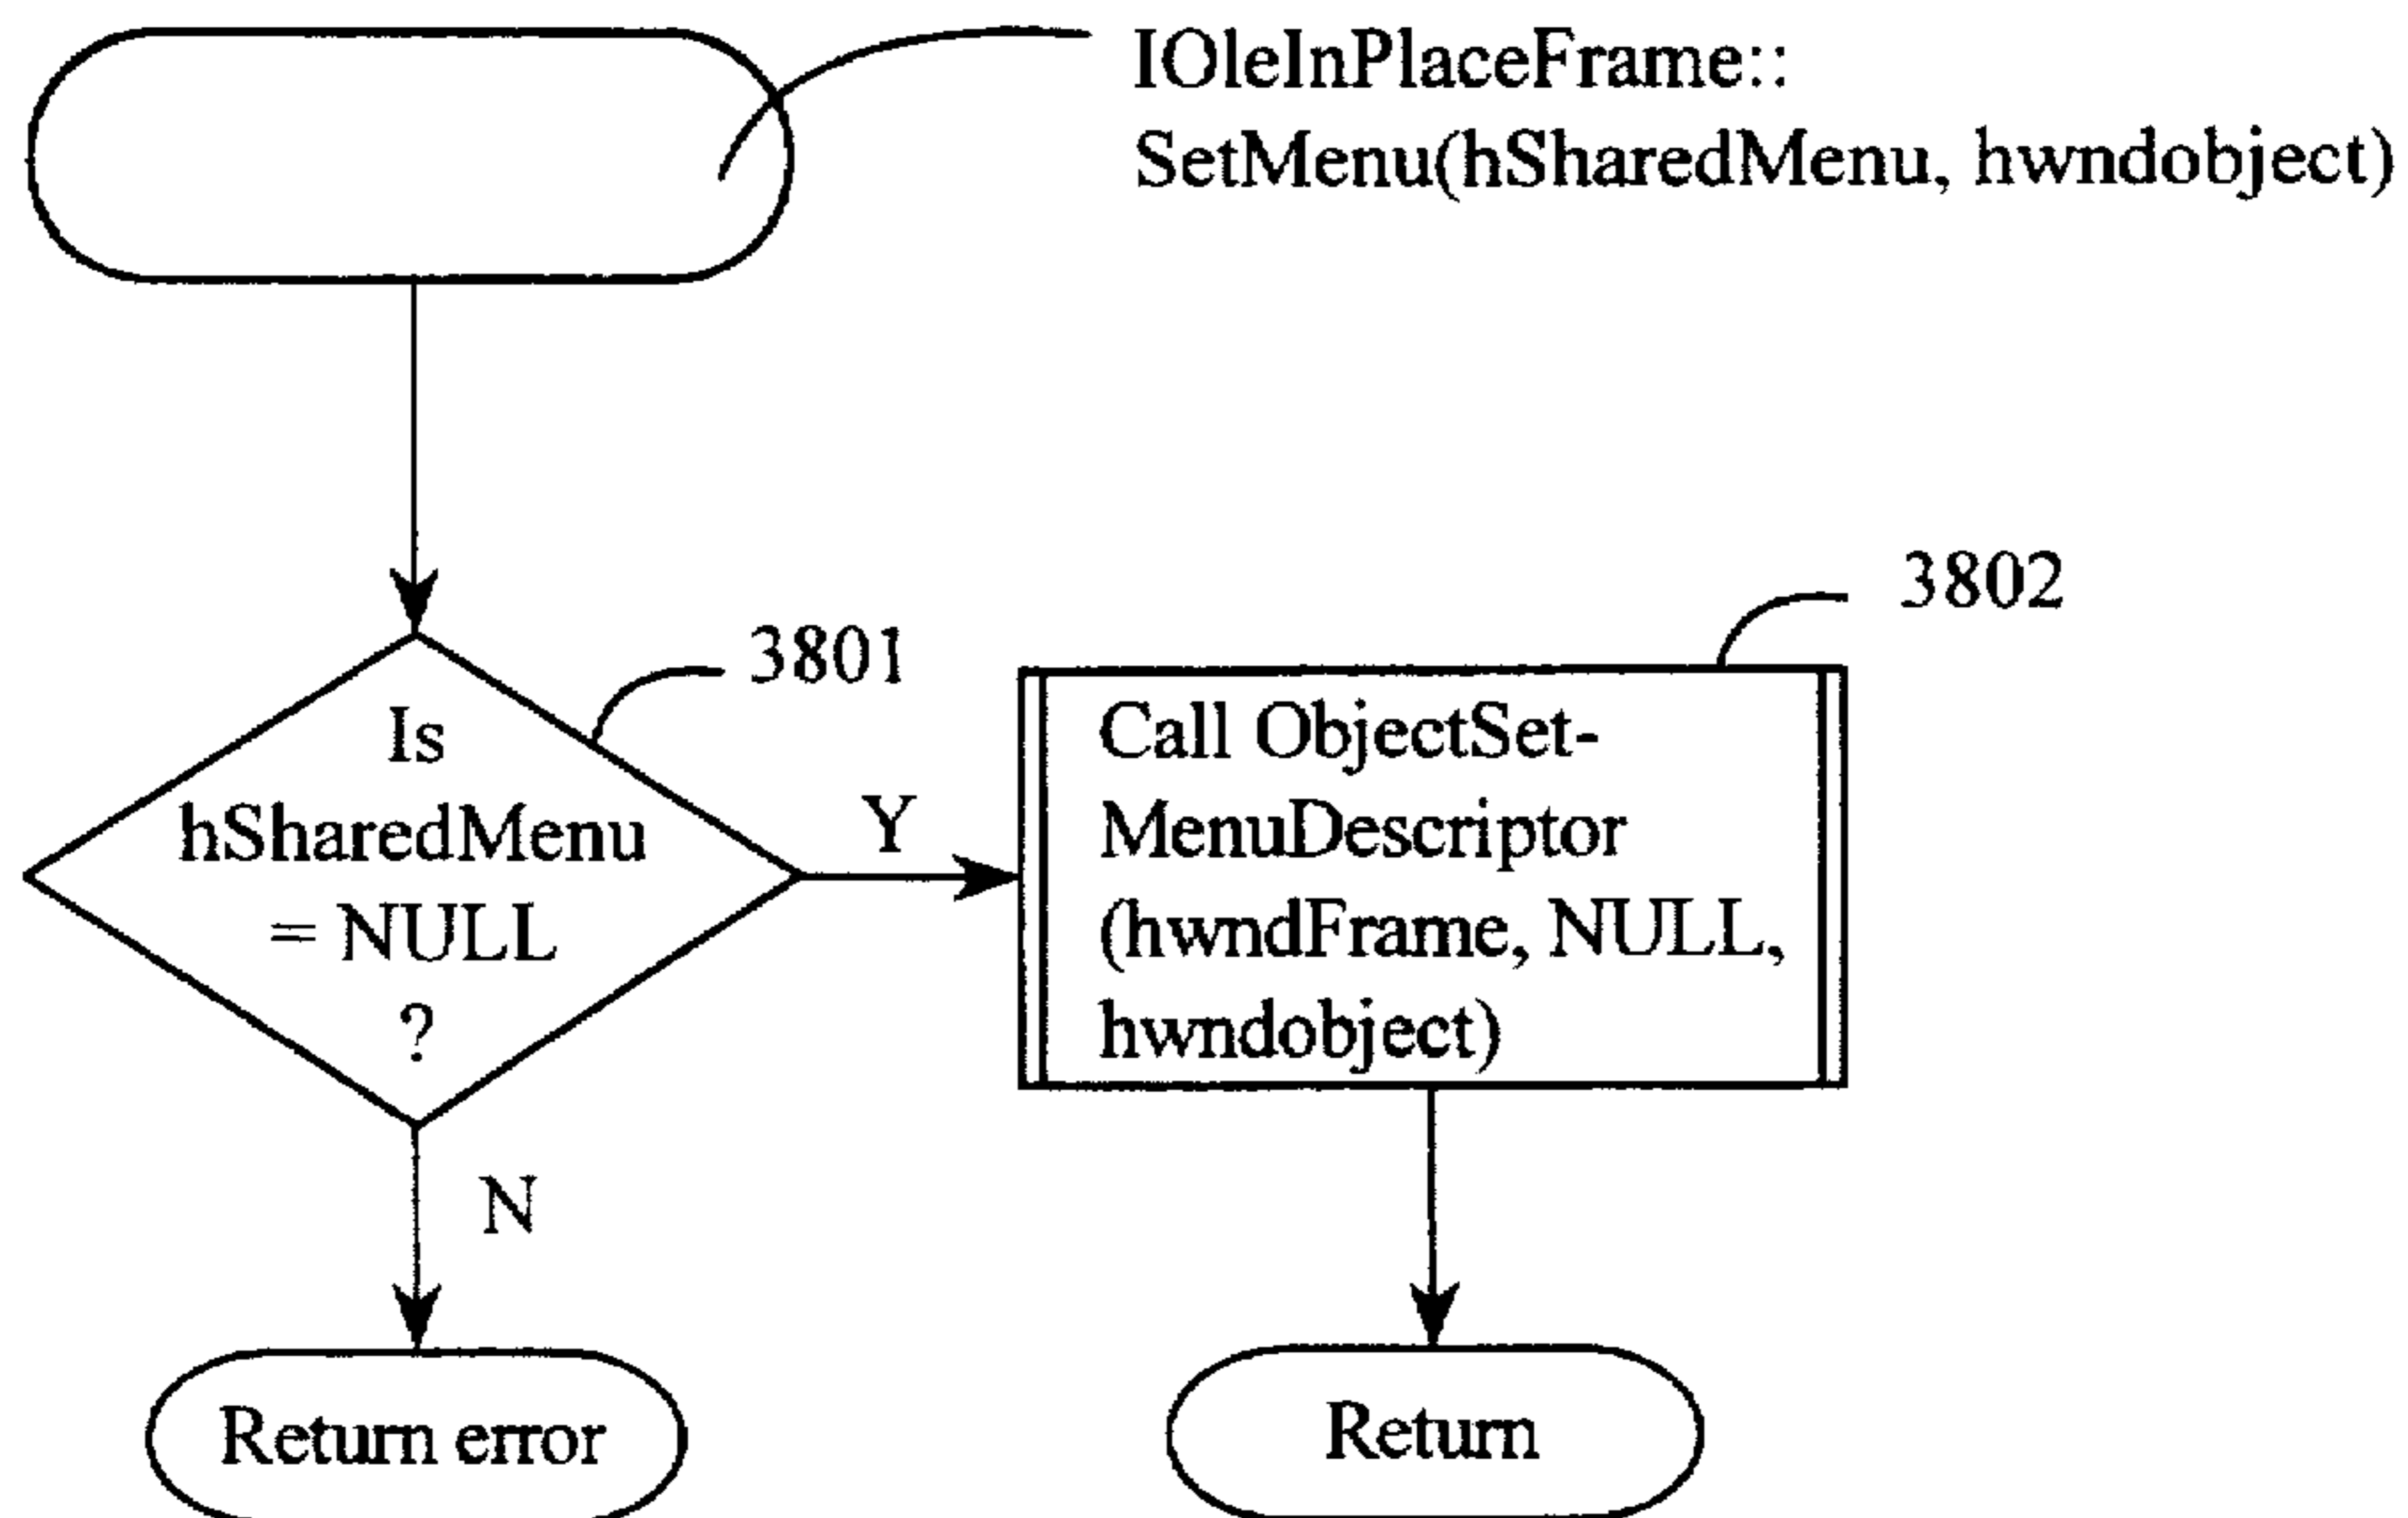 IOleInPlaceFrame::
SetMenu(hSharedMenu, hwndobject)
3801
Is
hSharedMenu
= NULL
?
Y
N
3802
Call ObjectSet-
MenuDescriptor
(hwndFrame, NULL,
hwndobject)
Return error
Return